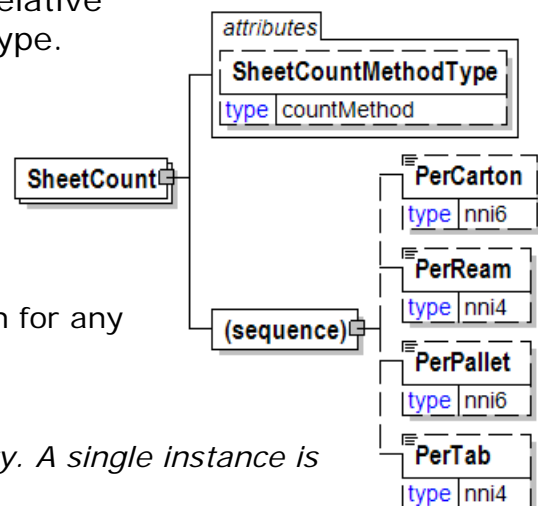 elative
ype.
attributes
SheetCountMethodType
type countMethod
SheetCount
PerCarton
type nni6
PerReam
type nni4
n for any
(sequence)
PerPallet
type nni6
y. A single instance is
PerTab
type nni4